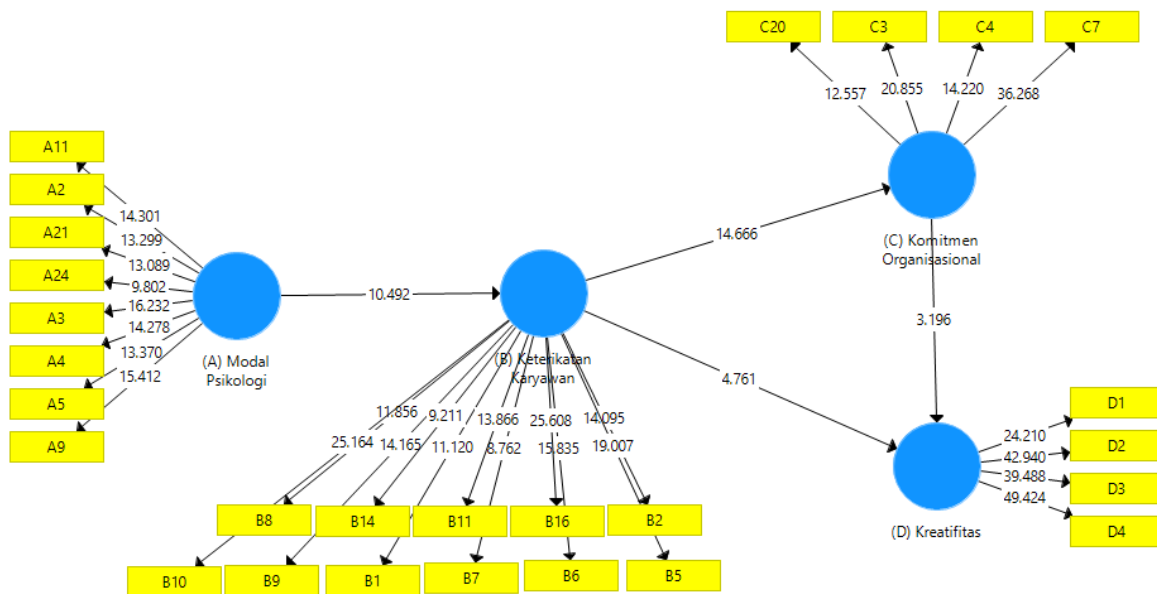 C20
C3
C4
C7
12.557
20.855
14.220
36.268
A11
A2
A21
A24
A3
A4
A5
A9
14.301
13.299
13.089
9.802
16.232
14.278
13.370
15.412
(A) Modal
Psikologi
10.492
(B) Keterikatan
Karyawan
14.666
(C) Komitmen
Organisasional
3.196
4.761
11.856
9.211
13.866
25.608
14.095
25.164
14.165
11.120
8.762
15.835
19.007
B8
B14
B11
B16
B2
B10
B9
B1
B7
B6
B5
24.210
42.940
39.488
49.424
D1
D2
D3
D4
(D) Kreatifitas